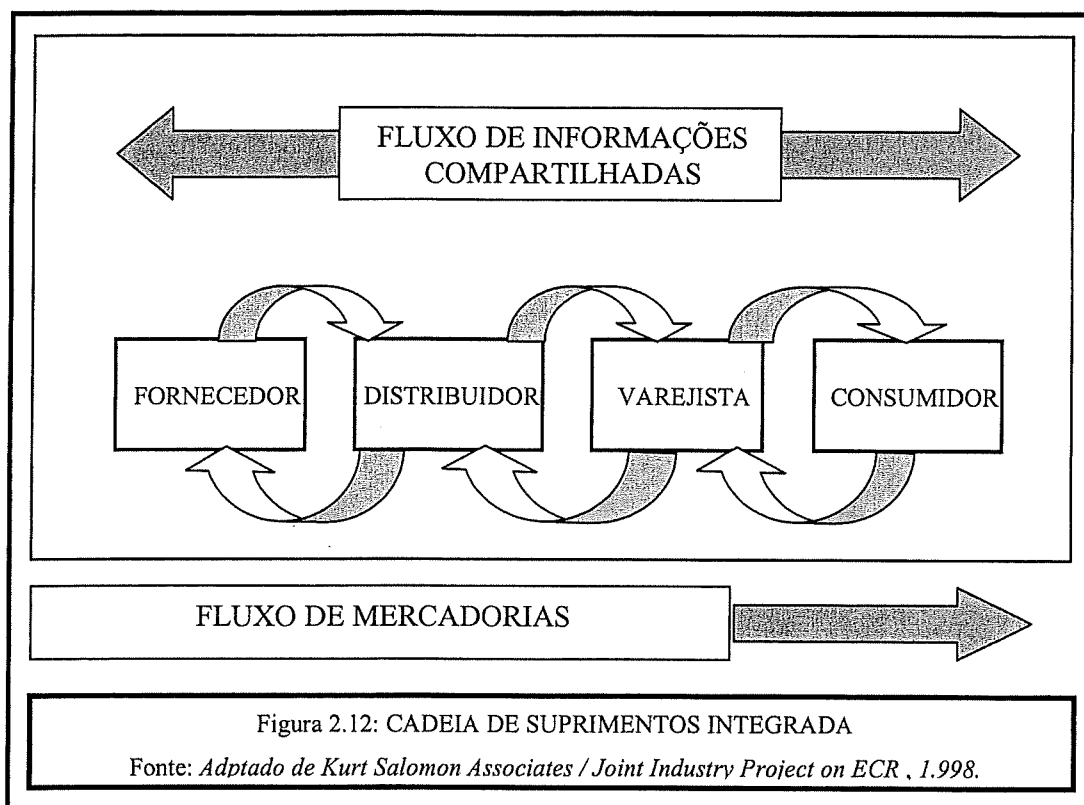 FLUXO DE INFORMAÇÕES
COMPARTILHADAS
FORNECEDOR
DISTRIBUIDOR
VAREJISTA
CONSUMIDOR
FLUXO DE MERCADORIAS
Figura 2.12: CADEIA DE SUPRIMENTOS INTEGRADA
Fonte: Adptado de Kurt Salomon Associates / Joint Industry Project on ECR , 1.998.